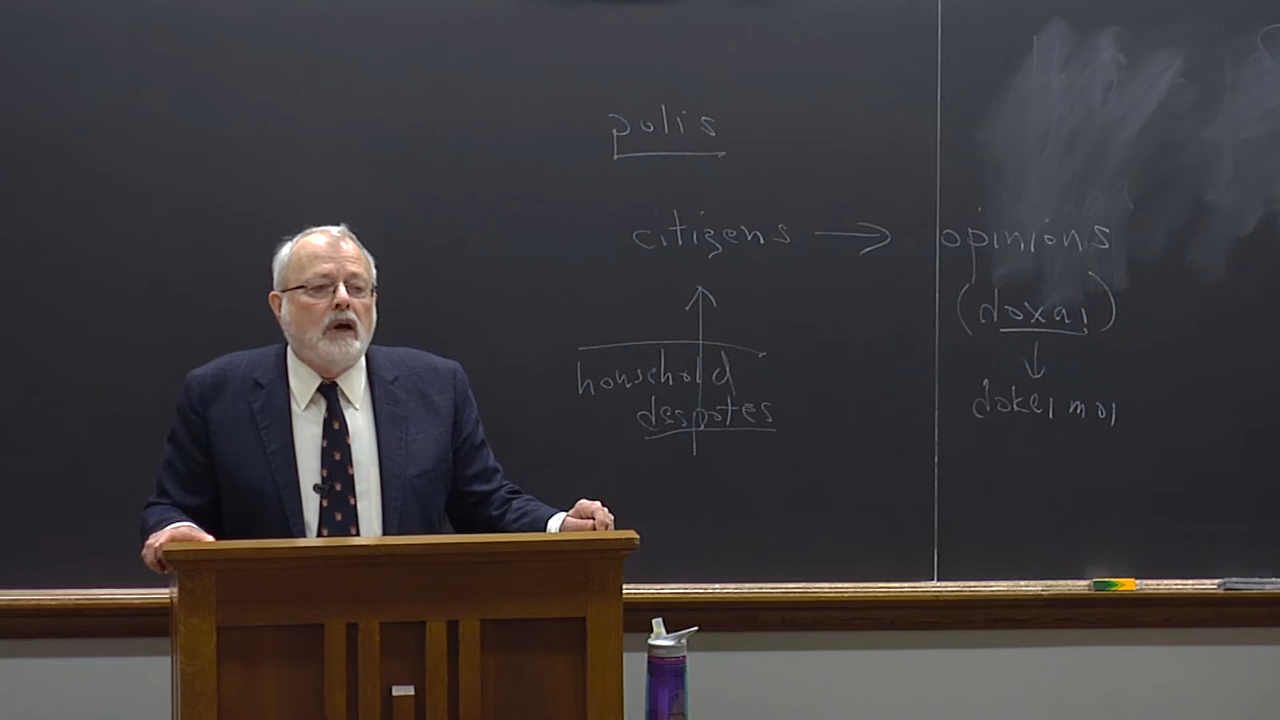 polis
citizens → opinions
(doxai)
↓
household
despotes
dokei moi